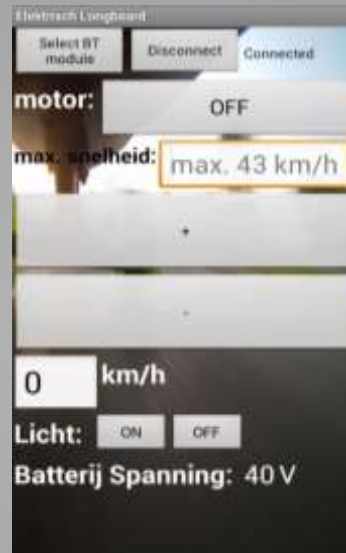 Elektrisch Longboard
Select BT
module
Disconnect
Connected
motor:
OFF
max. snelheid:
max. 43 km/h
+
-
0
km/h
Licht:
ON
OFF
Batterij Spanning: 40 V